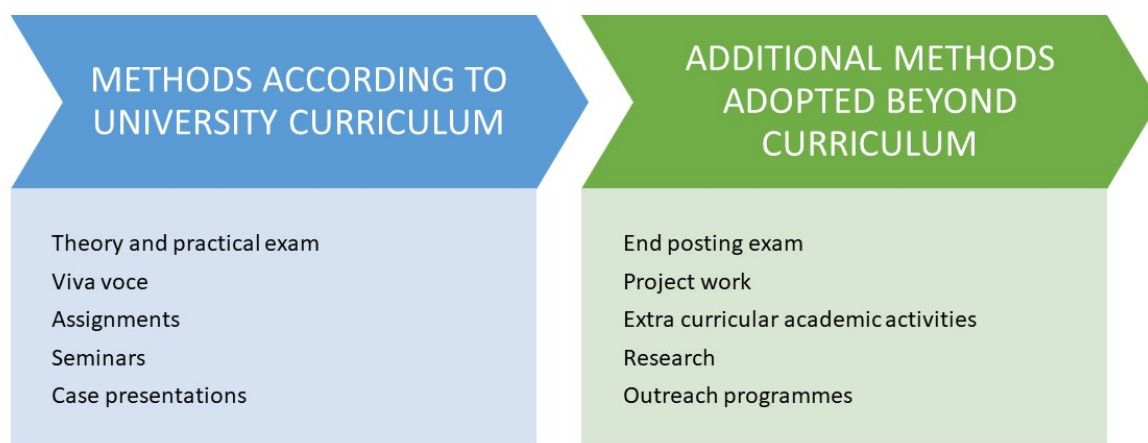 METHODS ACCORDING TO
UNIVERSITY CURRICULUM
Theory and practical exam
Viva voce
Assignments
Seminars
Case presentations
ADDITIONAL METHODS
ADOPTED BEYOND
CURRICULUM
End posting exam
Project work
Extra curricular academic activities
Research
Outreach programmes